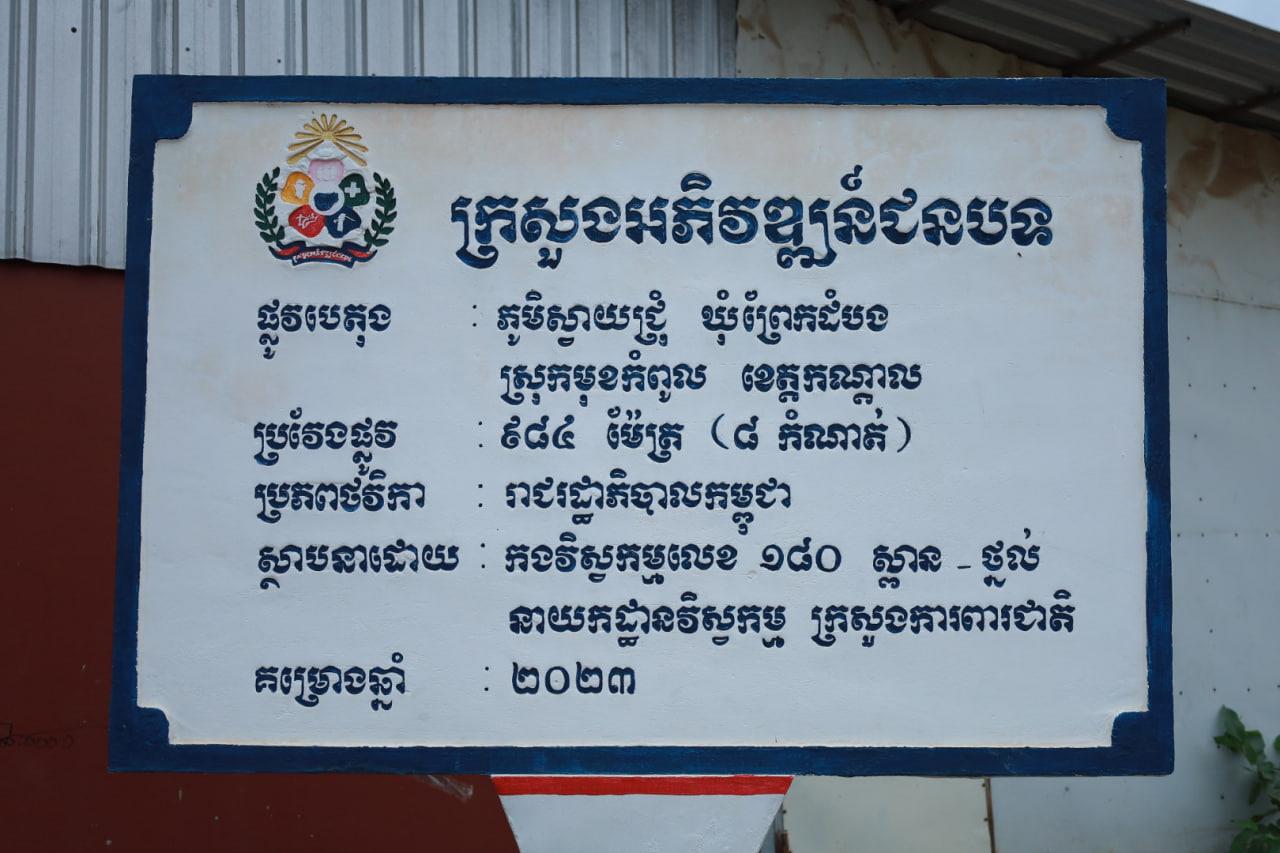 ក្រសួងអភិវឌ្ឍន៍ជនបទ
ផ្លូវបេតុង : ភូមិស្វាយជ្រុំ ឃុំព្រែកដំបង
ស្រុកមុខកំពូល ខេត្តកណ្តាល
ប្រវែងផ្លូវ : ៩៨៤ ម៉ែត្រ (៨ កំណាត់)
ប្រភពថវិកា : រាជរដ្ឋាភិបាលកម្ពុជា
ស្ថាបនាដោយ : កងវិស្វកម្មលេខ ១៨០ ស្ពាន - ថ្នល់
នាយកដ្ឋានវិស្វកម្ម ក្រសួងការពារជាតិ
គម្រោងឆ្នាំ : ២០២៣